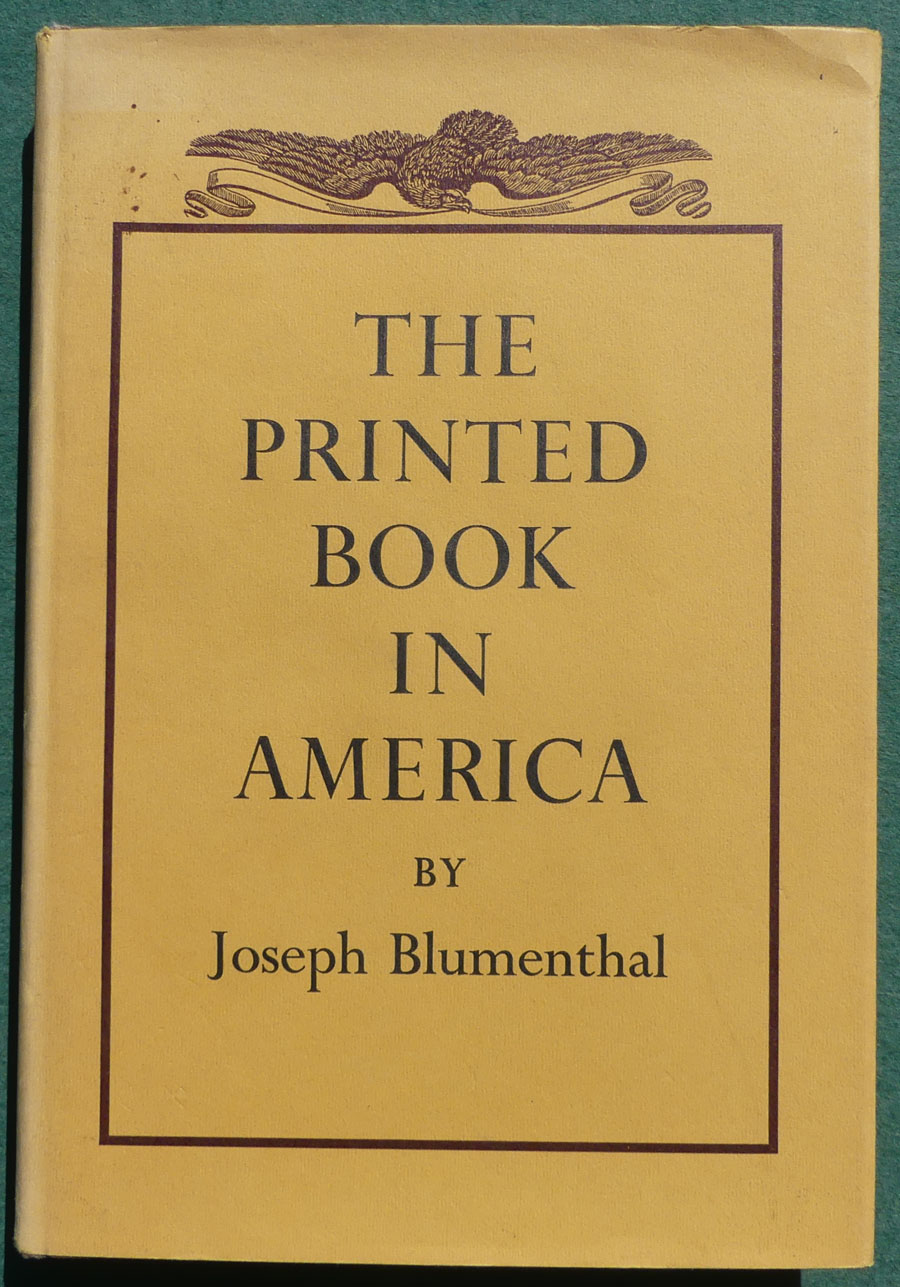 THE
PRINTED
BOOK
IN
AMERICA
BY
Joseph Blumenthal